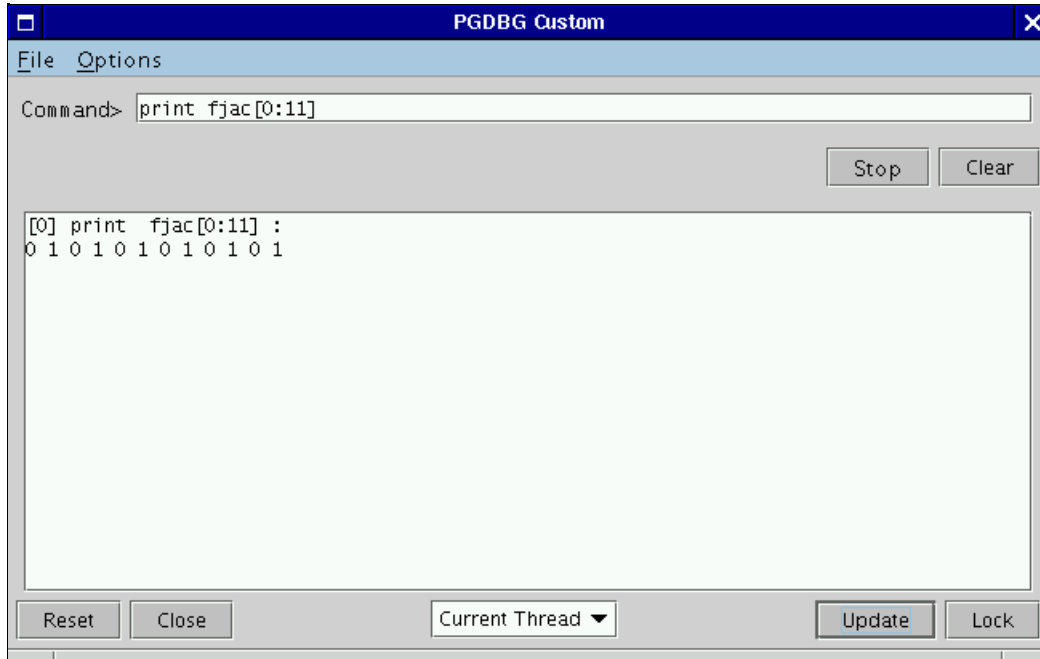 PGDBG Custom
File Options
Command> print fjac[0:11]
Stop Clear
[0] print  fjac[0:11] :
0 1 0 1 0 1 0 1 0 1 0 1
Reset Close Current Thread Update Lock